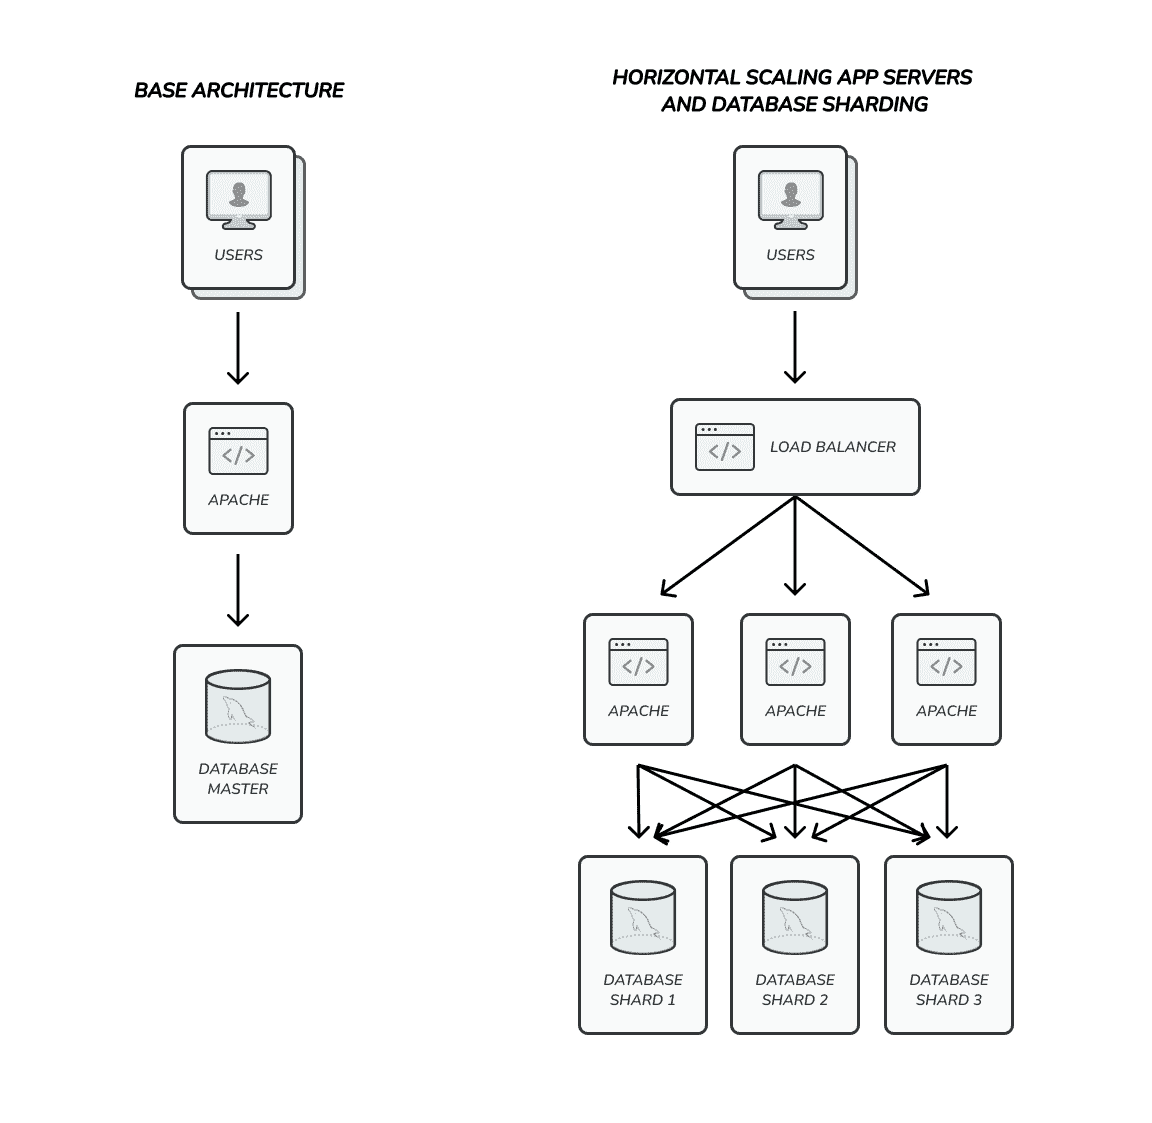 BASE ARCHITECTURE
USERS
APACHE
DATABASE
MASTER
HORIZONTAL SCALING APP SERVERS
AND DATABASE SHARDING
USERS
LOAD BALANCER
APACHE
APACHE
APACHE
DATABASE
SHARD 1
DATABASE
SHARD 2
DATABASE
SHARD 3